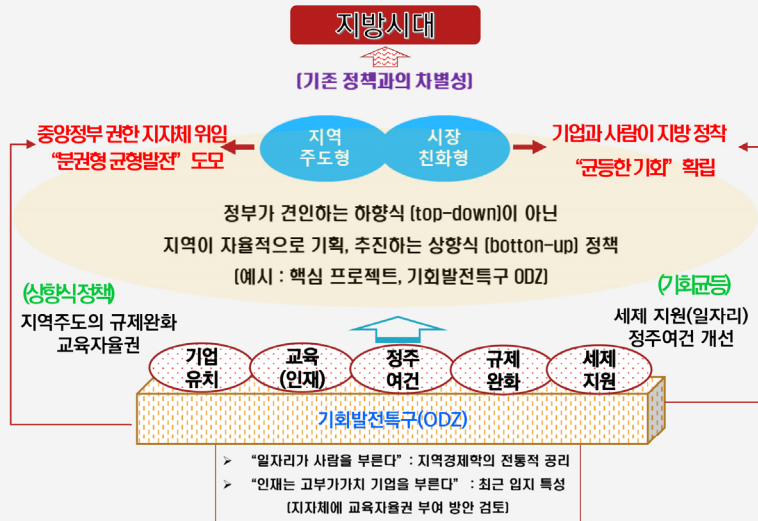 지방시대
(기존 정책과의 차별성)
중앙정부 권한 지자체 위임
“분권형 균형발전” 도모
지역
주도형
시장
친화형
기업과 사람이 지방 정착
“균등한 기회” 확립
정부가 견인하는 하향식 (top-down)이 아닌
지역이 자율적으로 기획, 추진하는 상향식 (botton-up) 정책
(예시 : 핵심 프로젝트, 기회발전특구 ODZ)
(상향식 정책)
지역주도의 규제완화
교육자율권
(기회균등)
세제 지원(일자리)
정주여건 개선
기업
유치
교육
(인재)
정주
여건
규제
완화
세제
지원
기회발전특구(ODZ)
➢ “일자리가 사람을 부른다” : 지역경제학의 전통적 공리
➢ “인재는 고부가가치 기업을 부른다” : 최근 입지 특성
(지자체에 교육자율권 부여 방안 검토)